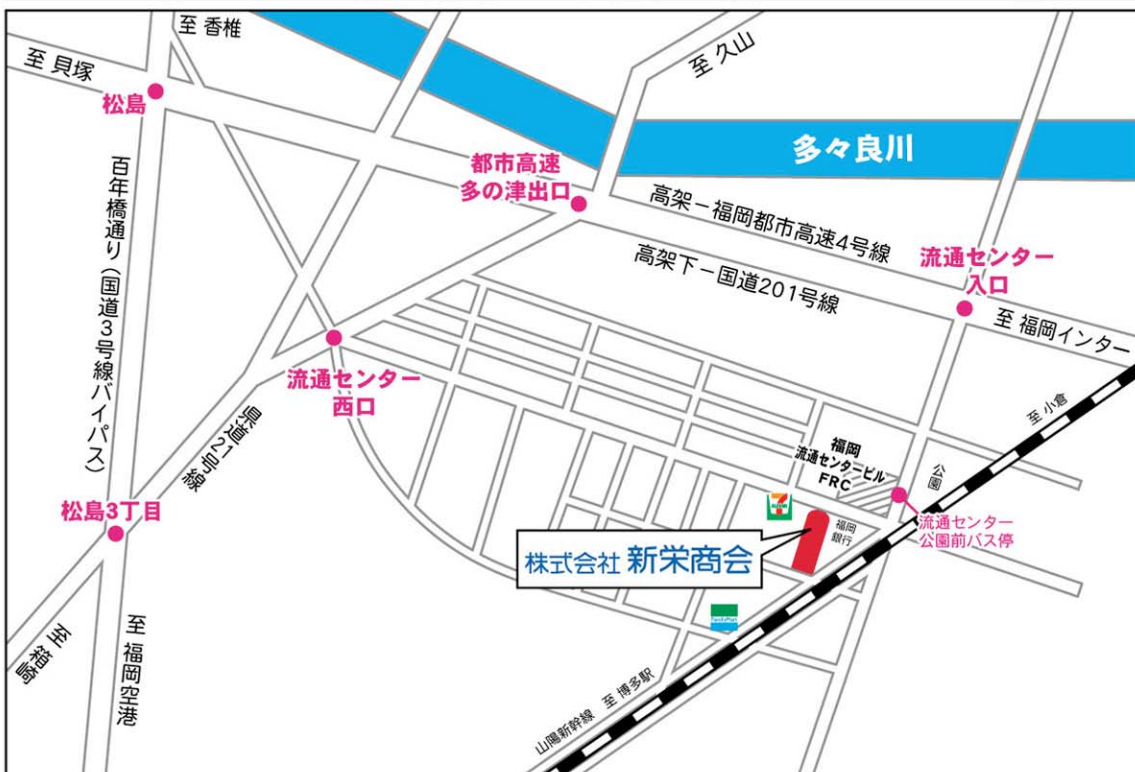 至 香椎
至 貝塚
松島
至 久山
多々良川
都市高速
多の津出口
百年橋通り（国道3号線バイパス）
高架－福岡都市高速4号線
高架下－国道201号線
流通センター
入口
至 福岡インター
流通センター
西口
県道21号線
至 小倉
福岡
流通センタービル
FRC
公園
松島3丁目
福岡
銀行
流通センター
公園前バス停
株式会社 新栄商会
FamilyMart
至 箱崎
至 福岡空港
山陽新幹線 至 博多駅